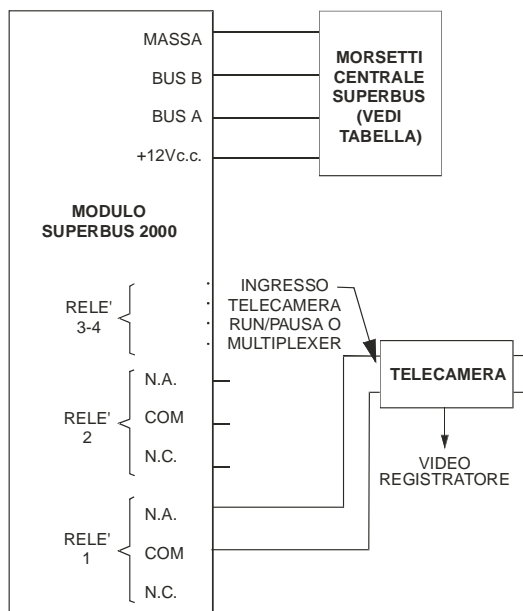 MASSA
BUS B
BUS A
+12Vc.c.
MORSETTI
CENTRALE
SUPERBUS
(VEDI
TABELLA)
MODULO
SUPERBUS 2000
RELE'
3-4
INGRESSO
TELECAMERA
RUN/PAUSA O
MULTIPLEXER
TELECAMERA
VIDEO
REGISTRATORE
RELE'
2
N.A.
COM
N.C.
RELE'
1
N.A.
COM
N.C.